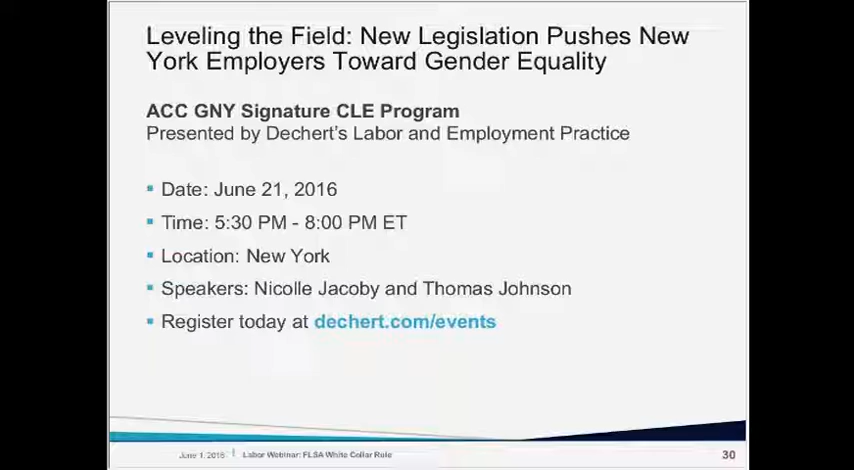 Leveling the Field: New Legislation Pushes New
York Employers Toward Gender Equality
ACC GNY Signature CLE Program
Presented by Dechert's Labor and Employment Practice
Date: June 21, 2016
Time: 5:30 PM - 8:00 PM ET
Location: New York
Speakers: Nicolle Jacoby and Thomas Johnson
Register today at dechert.com/events
June 1, 2016 | Labor Webinar: FLSA White Collar Rule
30